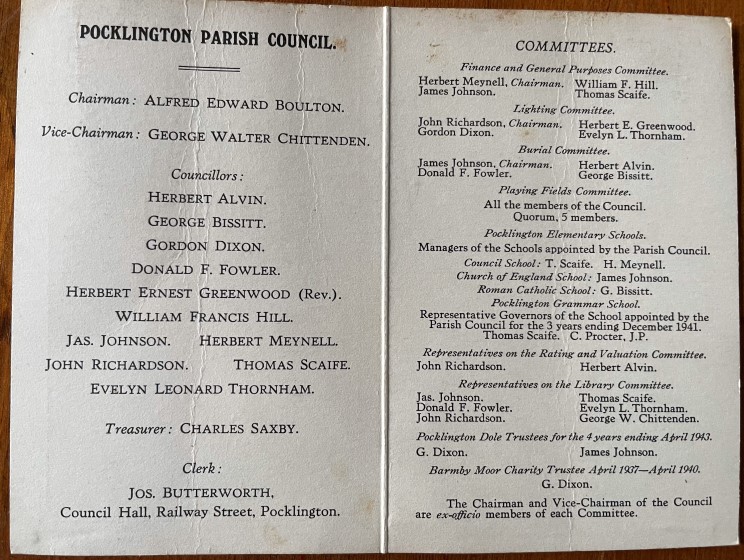 POCKLINGTON PARISH COUNCIL.
Chairman: ALFRED EDWARD BOULTON.
Vice-Chairman: GEORGE WALTER CHITTENDEN.
Councillors:
HERBERT ALVIN.
GEORGE BISSITT.
GORDON DIXON.
DONALD F. FOWLER.
HERBERT ERNEST GREENWOOD (Rev.).
WILLIAM FRANCIS HILL.
JAS. JOHNSON. HERBERT MEYNELL.
JOHN RICHARDSON. THOMAS SCAIFE.
EVELYN LEONARD THORNHAM.
Treasurer: CHARLES SAXBY.
Clerk:
JOS. BUTTERWORTH,
Council Hall, Railway Street, Pocklington.
COMMITTEES.
Finance and General Purposes Committee.
Herbert Meynell, Chairman. William F. Hill.
James Johnson. Thomas Scaife.
Lighting Committee.
John Richardson, Chairman. Herbert E. Greenwood.
Gordon Dixon. Evelyn L. Thornham.
Burial Committee.
James Johnson, Chairman. Herbert Alvin.
Donald F. Fowler. George Bissitt.
Playing Fields Committee.
All the members of the Council.
Quorum, 5 members.
Pocklington Elementary Schools.
Managers of the Schools appointed by the Parish Council.
Council School: T. Scaife. H. Meynell.
Church of England School: James Johnson.
Roman Catholic School: G. Bissitt.
Pocklington Grammar School.
Representative Governors of the School appointed by the
Parish Council for the 3 years ending December 1941.
Thomas Scaife. C. Procter, J.P.
Representatives on the Rating and Valuation Committee.
John Richardson. Herbert Alvin.
Representatives on the Library Committee.
Jas. Johnson. Thomas Scaife.
Donald F. Fowler. Evelyn L. Thornham.
John Richardson. George W. Chittenden.
Pocklington Dole Trustees for the 4 years ending April 1943.
G. Dixon. James Johnson.
Barmby Moor Charity Trustee April 1937—April 1940.
G. Dixon.
The Chairman and Vice-Chairman of the Council
are ex-officio members of each Committee.